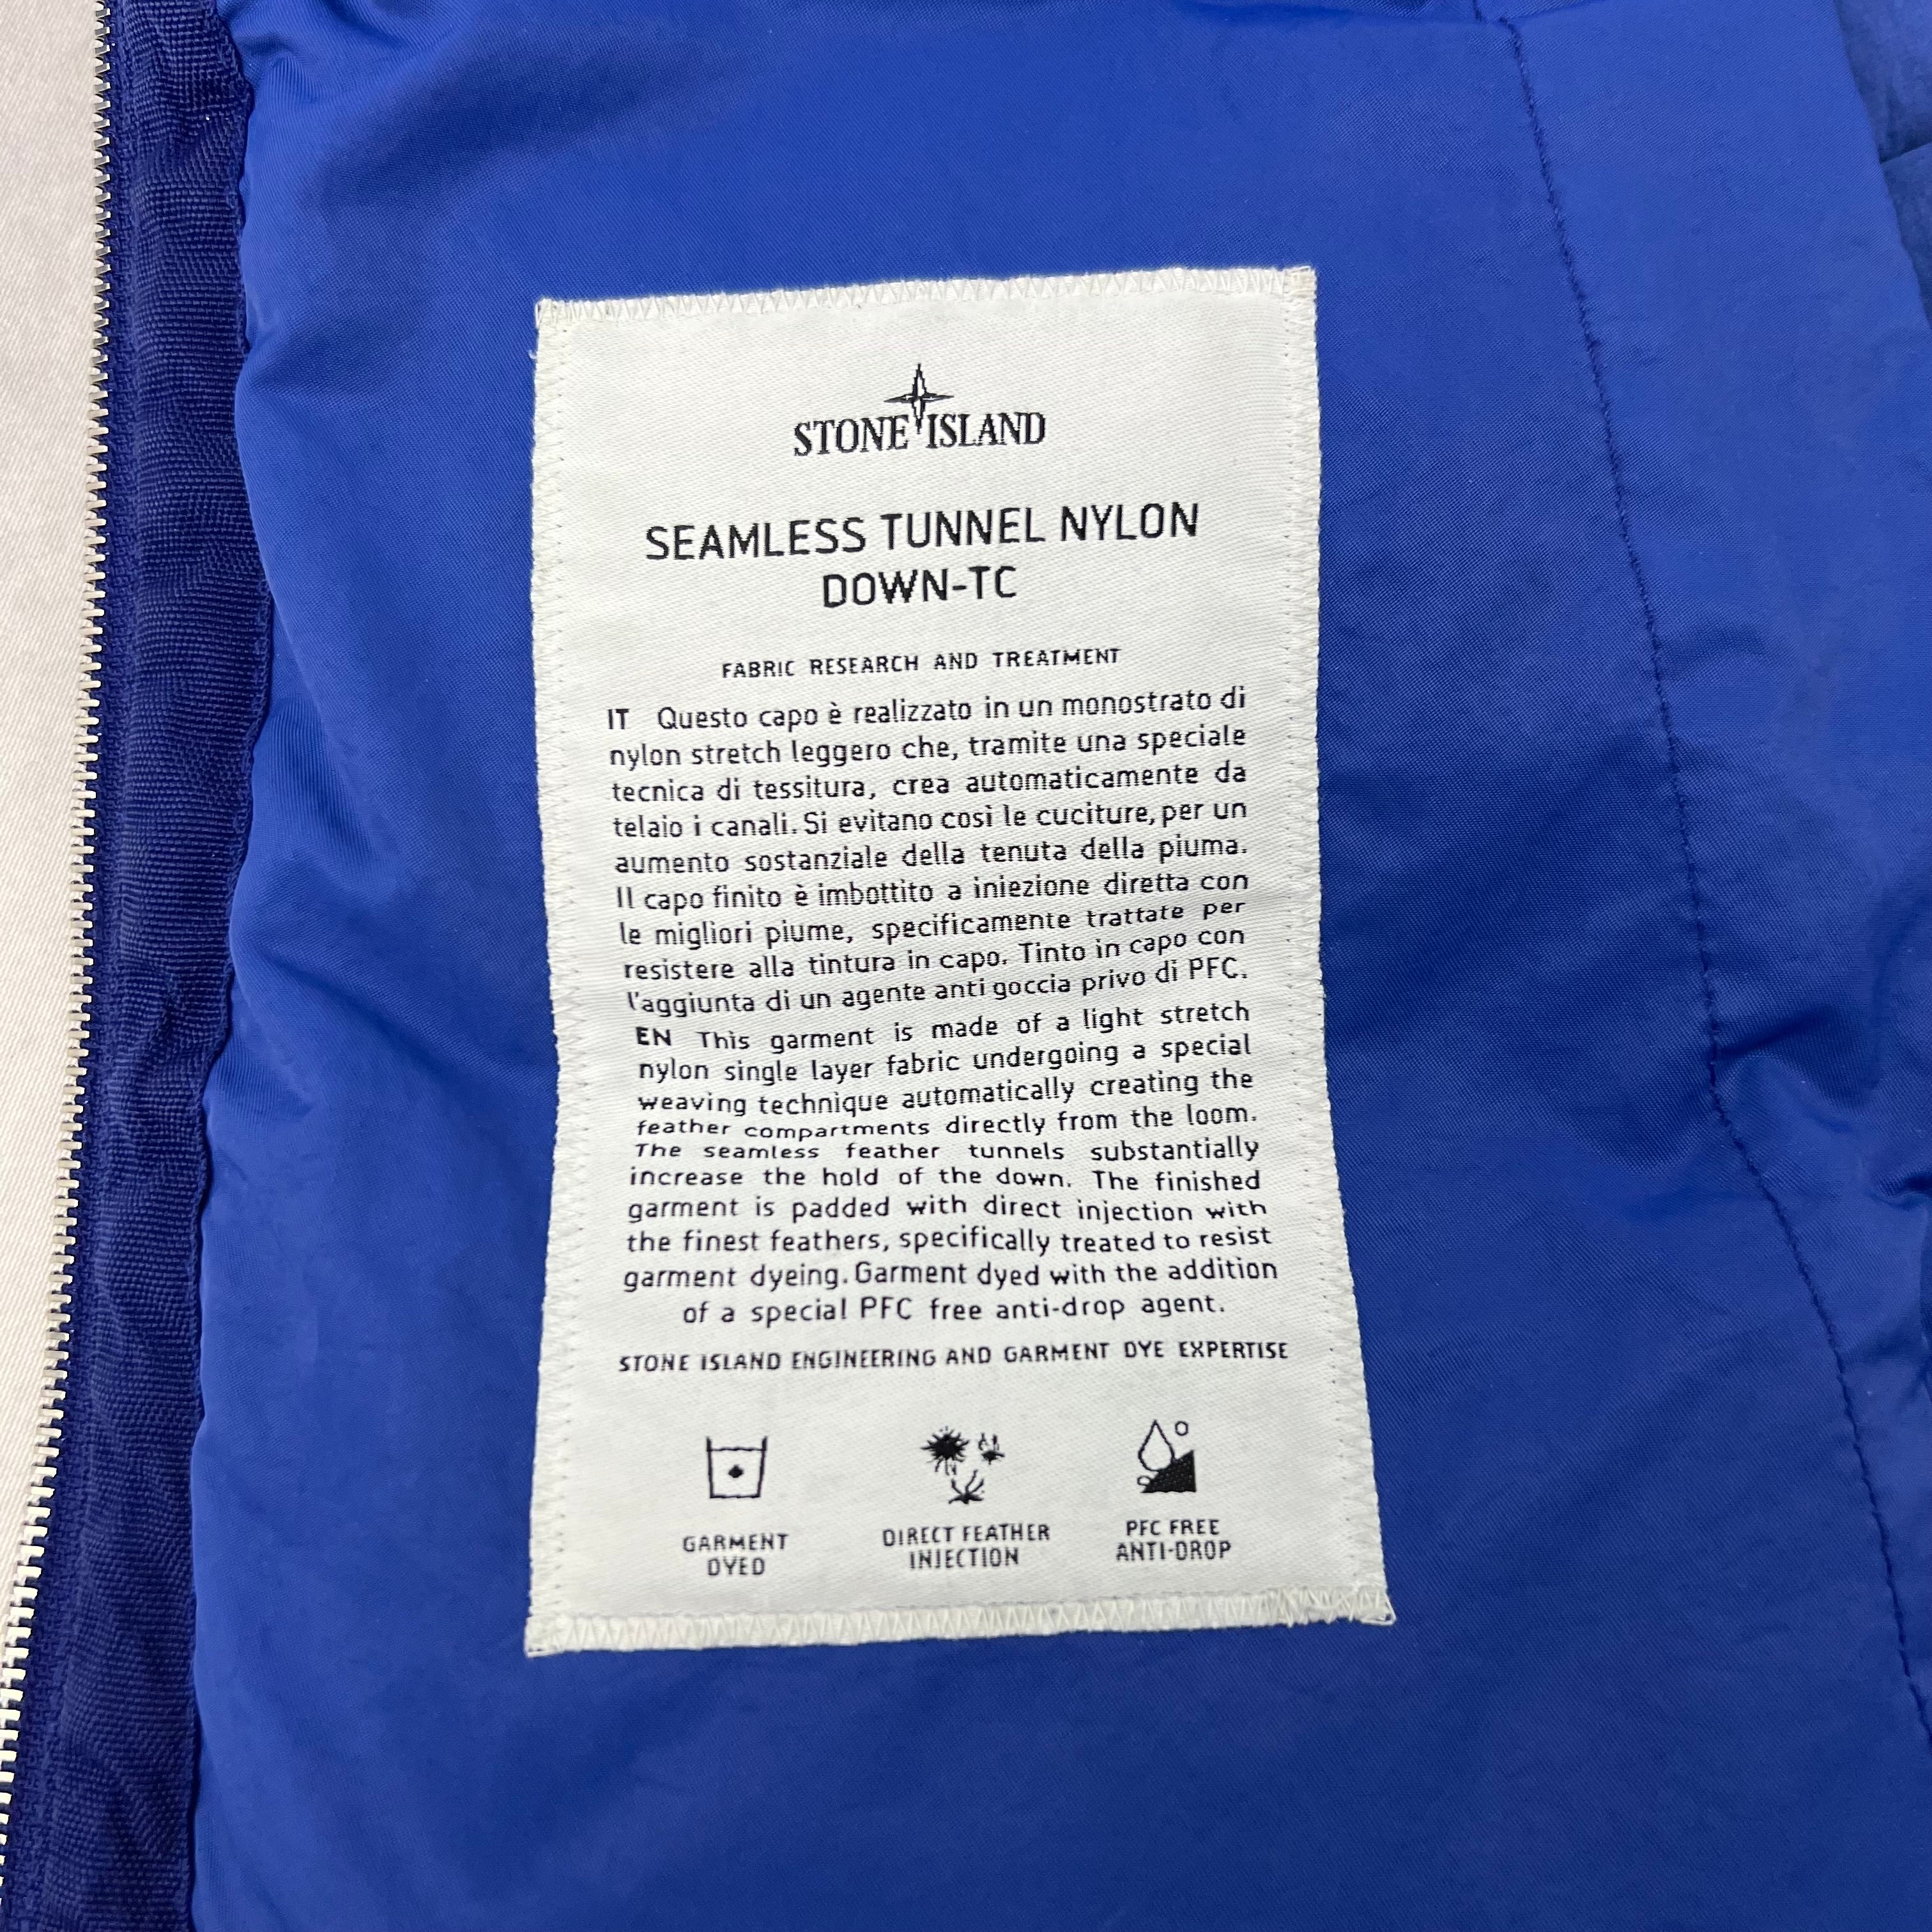 STONE ISLAND
SEAMLESS TUNNEL NYLON
DOWN-TC
FABRIC RESEARCH AND TREATMENT
IT Questo capo è realizzato in un monostrato di
nylon stretch leggero che, tramite una speciale
tecnica di tessitura, crea automaticamente da
telaio i canali. Si evitano così le cuciture, per un
aumento sostanziale della tenuta della piuma.
Il capo finito è imbottito a iniezione diretta con
le migliori piume, specificamente trattate per
resistere alla tintura in capo. Tinto in capo con
l'aggiunta di un agente anti goccia privo di PFC.
EN This garment is made of a light stretch
nylon single layer fabric undergoing a special
weaving technique automatically creating the
feather compartments directly from the loom.
The seamless feather tunnels substantially
increase the hold of the down. The finished
garment is padded with direct injection with
the finest feathers, specifically treated to resist
garment dyeing. Garment dyed with the addition
of a special PFC free anti-drop agent.
STONE ISLAND ENGINEERING AND GARMENT DYE EXPERTISE
GARMENT
DYED
DIRECT FEATHER
INJECTION
PFC FREE
ANTI-DROP